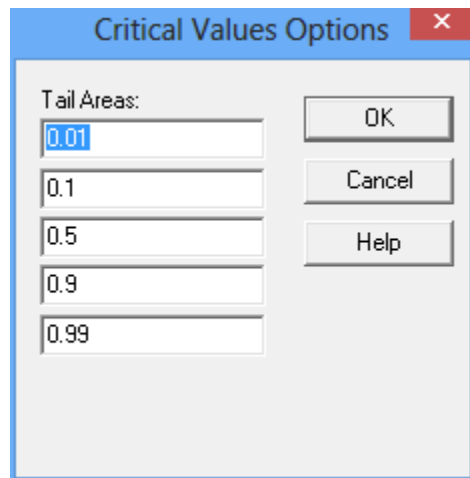 Critical Values Options
Tail Areas:
0.01
0.1
0.5
0.9
0.99
OK
Cancel
Help